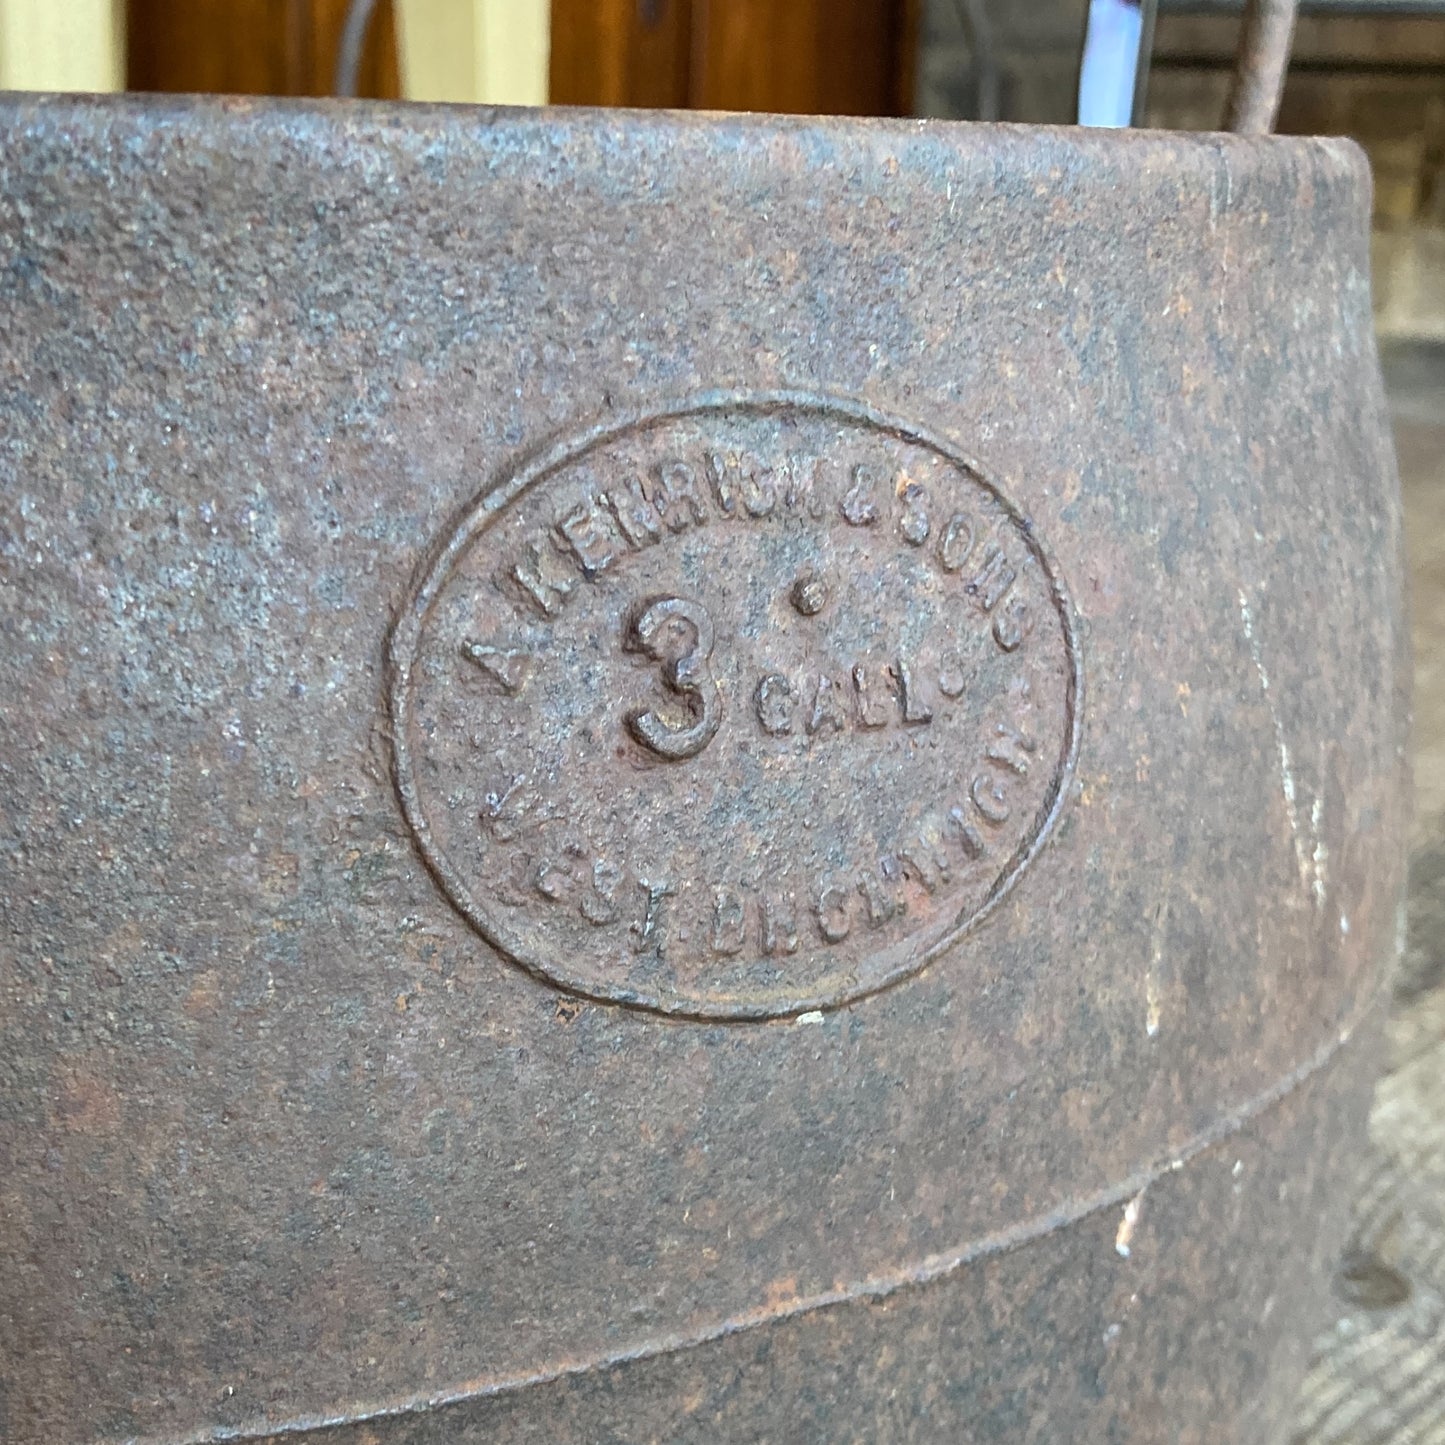 A KENRICK & SONS
3 GALL
WEST BROMWICH